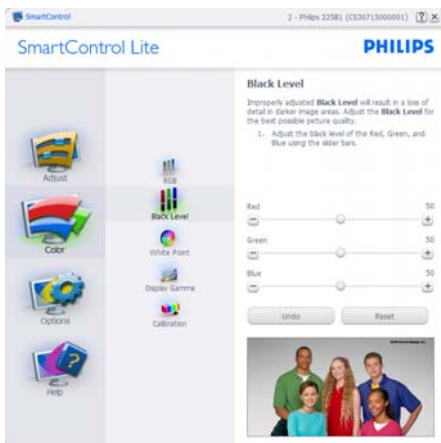 SmartControl
2 - Philips 225B1 (CS30715000001)
SmartControl Lite
PHILIPS
Adjust
Color
Options
Help
RGB
Black Level
White Point
Display Gamma
Calibration
Black Level
Improperly adjusted Black Level will result in a loss of
detail in darker image areas. Adjust the Black Level for
the best possible picture quality.
1. Adjust the black level of the Red, Green, and
Blue using the slider bars.
Red 50
Green 50
Blue 50
Undo Reset